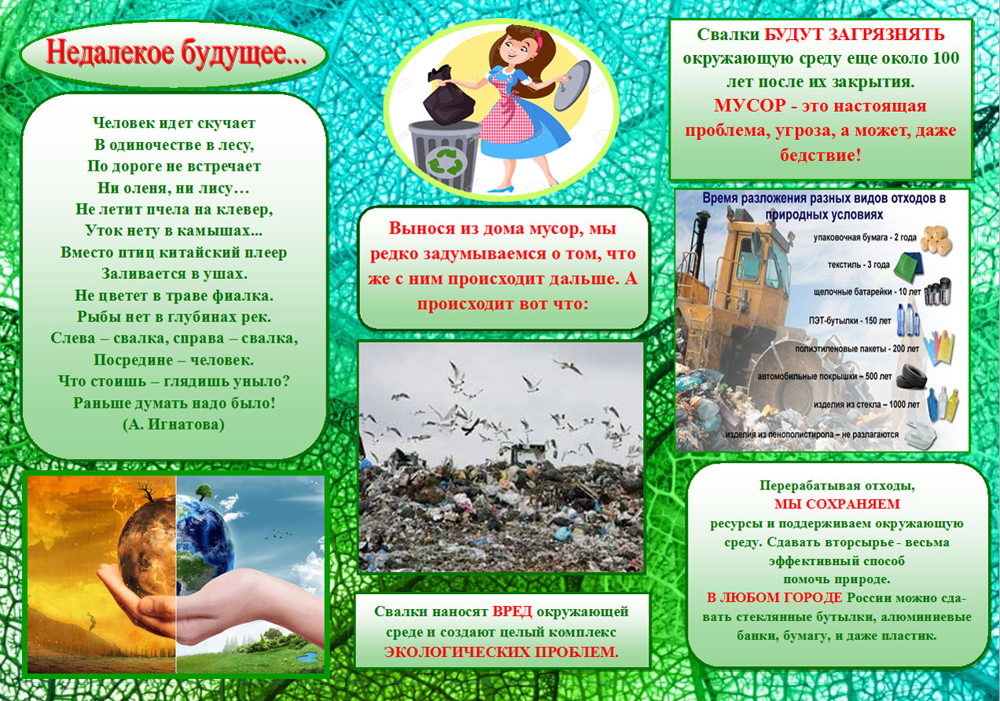 Недалекое будущее...
Человек идет скучает
В одиночестве в лесу,
По дороге не встречает
Ни оленя, ни лису…
Не летит пчела на клевер,
Уток нету в камышах...
Вместо птиц китайский плеер
Заливается в ушах.
Не цветет в траве фиалка.
Рыбы нет в глубинах рек.
Слева – свалка, справа – свалка,
Посредине – человек.
Что стоишь – глядишь уныло?
Раньше думать надо было!
(А. Игнатова)
Вынося из дома мусор, мы
редко задумываемся о том, что
же с ним происходит дальше. А
происходит вот что:
Свалки наносят ВРЕД окружающей
среде и создают целый комплекс
ЭКОЛОГИЧЕСКИХ ПРОБЛЕМ.
Свалки БУДУТ ЗАГРЯЗНЯТЬ
окружающую среду еще около 100
лет после их закрытия.
МУСОР - это настоящая
проблема, угроза, а может, даже
бедствие!
Время разложения разных видов отходов в
природных условиях
упаковочная бумага - 2 года
текстиль - 3 года
щелочные батарейки - 10 лет
ПЭТ-бутылки - 150 лет
полиэтиленовые пакеты - 200 лет
автомобильные покрышки – 500 лет
изделия из стекла – 1000 лет
изделия из пенополистирола – не разлагаются
Перерабатывая отходы,
МЫ СОХРАНЯЕМ
ресурсы и поддерживаем окружающую
среду. Сдавать вторсырье - весьма
эффективный способ
помочь природе.
В ЛЮБОМ ГОРОДЕ России можно сда-
вать стеклянные бутылки, алюминиевые
банки, бумагу, и даже пластик.